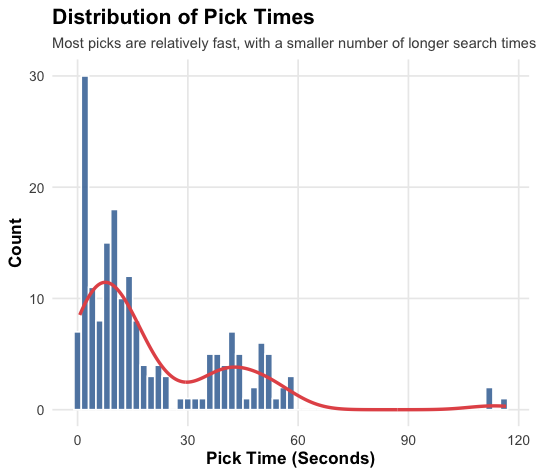 Distribution of Pick Times
Most picks are relatively fast, with a smaller number of longer search times
Count
30
20
10
0
0 30 60 90 120
Pick Time (Seconds)